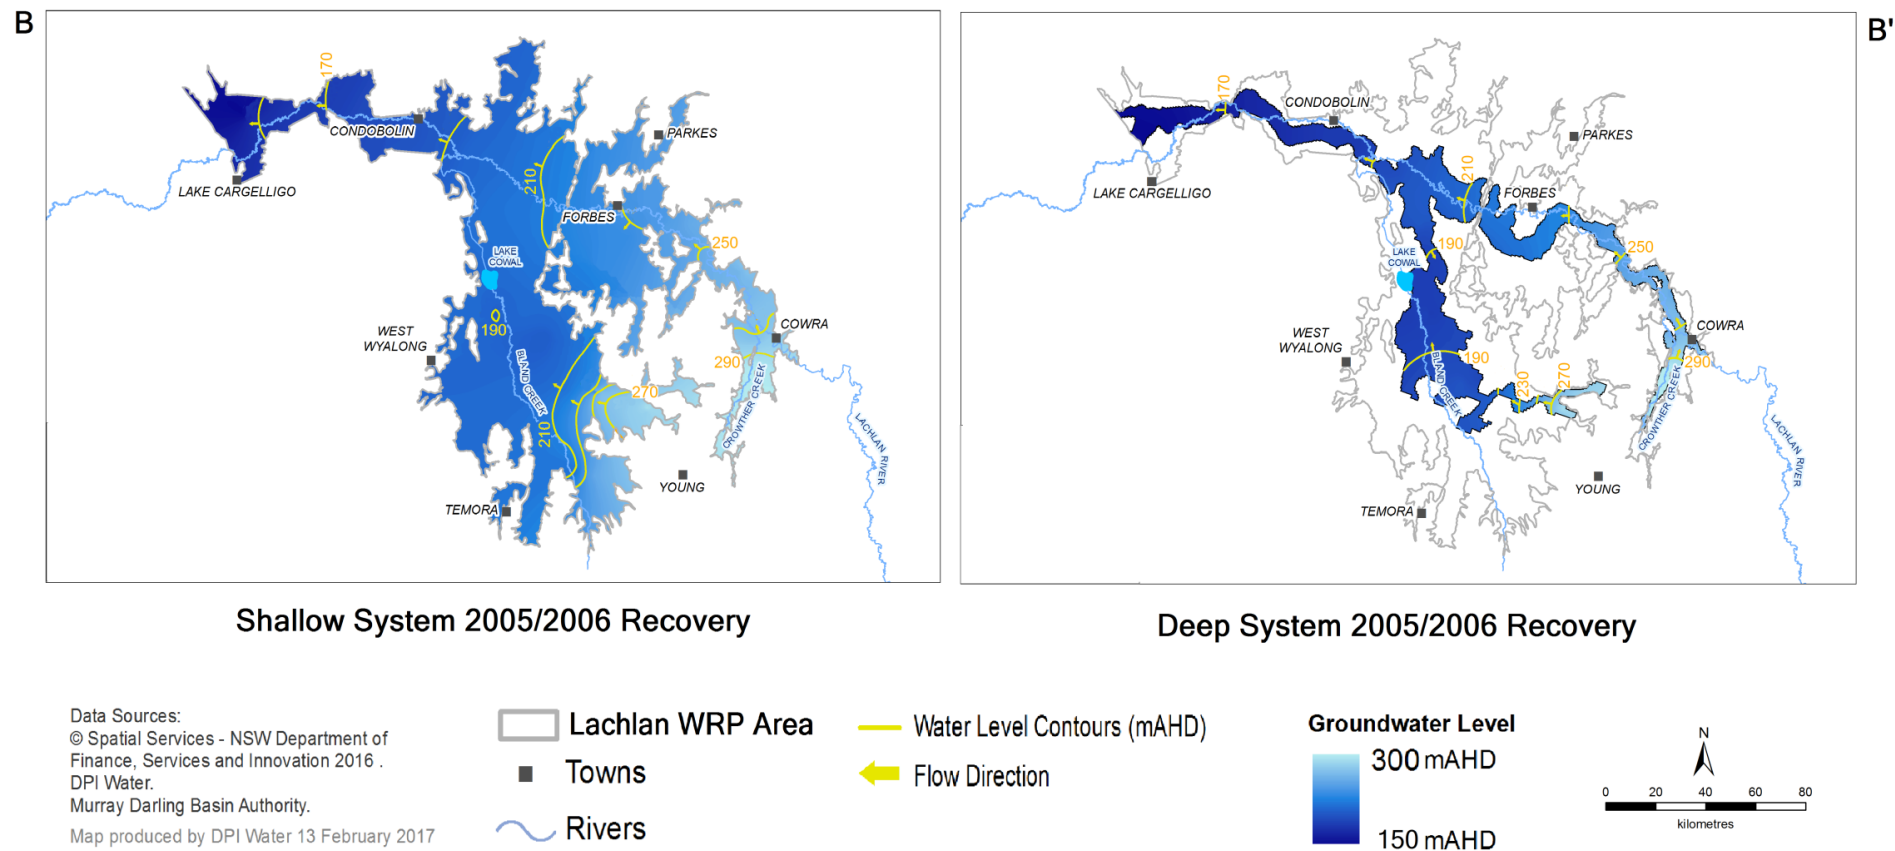 B
B'
170
CONDOBOLIN
PARKES
LAKE CARGELLIGO
210
FORBES
250
LAKE
COWAL
190
WEST
WYALONG
COWRA
290
BLAND CREEK
270
CROWTHER CREEK
210
LACHLAN
RIVER
YOUNG
TEMORA
170
CONDOBOLIN
PARKES
LAKE CARGELLIGO
210
FORBES
190
250
LAKE
COWAL
WEST
WYALONG
COWRA
190
290
BLAND CREEK
230
270
CROWTHER CREEK
LACHLAN
RIVER
YOUNG
TEMORA
Shallow System 2005/2006 Recovery
Deep System 2005/2006 Recovery
Data Sources:
© Spatial Services - NSW Department of
Finance, Services and Innovation 2016 .
DPI Water.
Murray Darling Basin Authority.
Map produced by DPI Water 13 February 2017
Lachlan WRP Area
Towns
Rivers
Water Level Contours (mAHD)
Flow Direction
Groundwater Level
300 mAHD
150 mAHD
N
0 20 40 60 80
kilometres